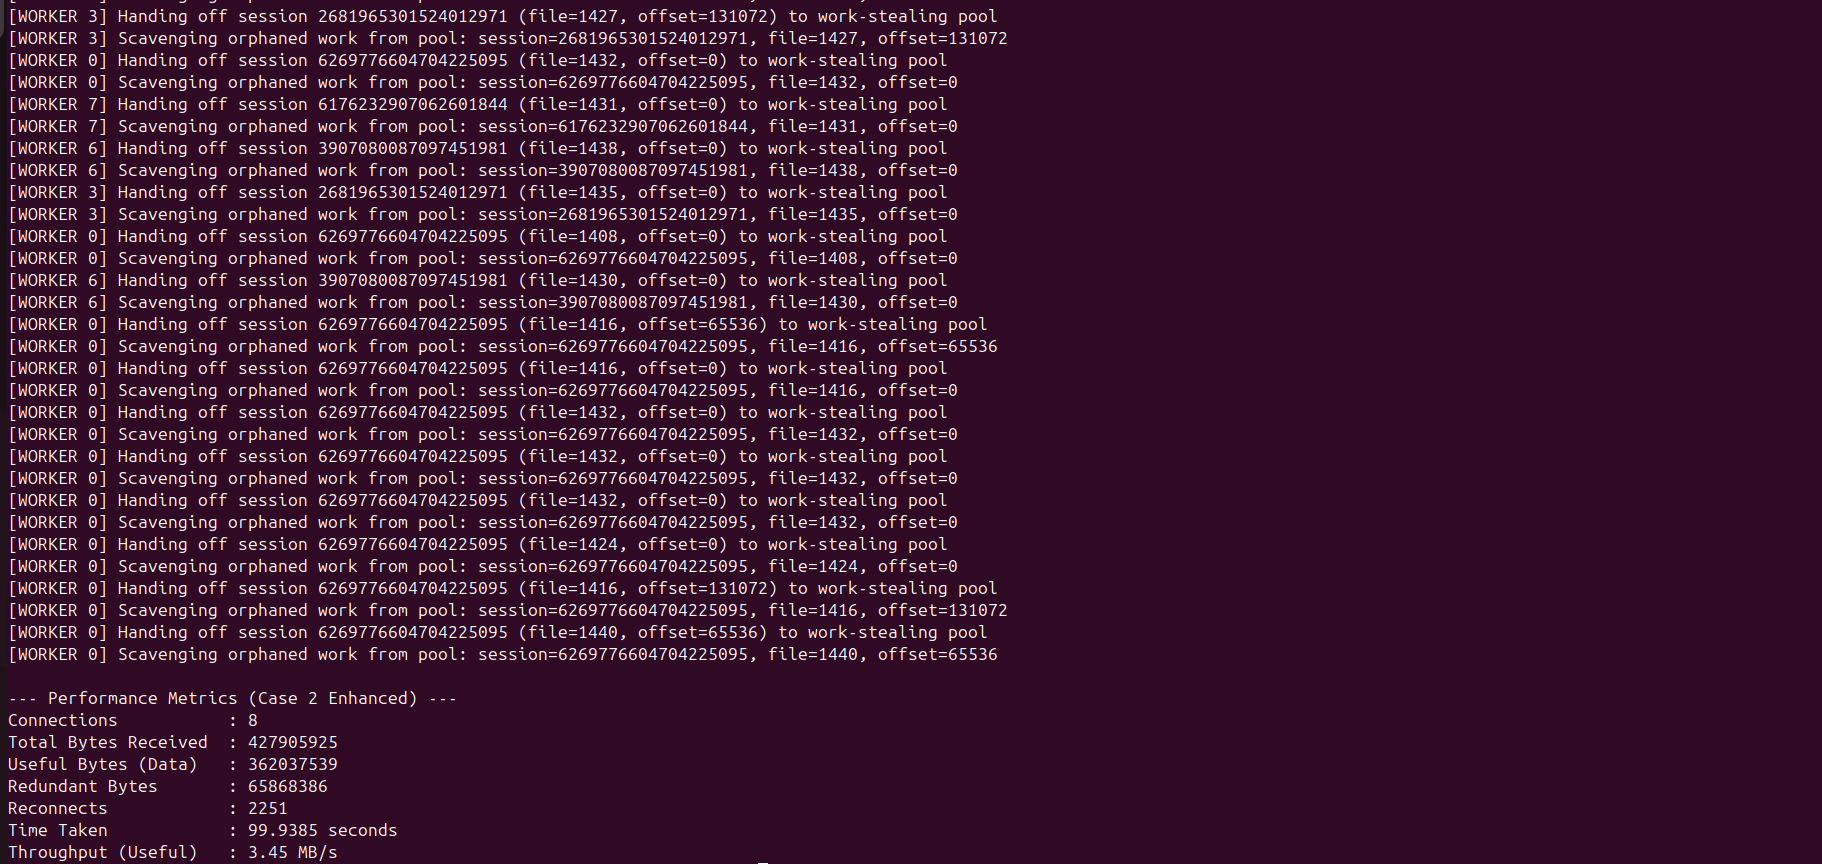 [WORKER 3] Handing off session 2681965301524012971 (file=1427, offset=131072) to work-stealing pool
[WORKER 3] Scavenging orphaned work from pool: session=2681965301524012971, file=1427, offset=131072
[WORKER 0] Handing off session 6269776604704225095 (file=1432, offset=0) to work-stealing pool
[WORKER 0] Scavenging orphaned work from pool: session=6269776604704225095, file=1432, offset=0
[WORKER 7] Handing off session 6176232907062601844 (file=1431, offset=0) to work-stealing pool
[WORKER 7] Scavenging orphaned work from pool: session=6176232907062601844, file=1431, offset=0
[WORKER 6] Handing off session 3907080087097451981 (file=1438, offset=0) to work-stealing pool
[WORKER 6] Scavenging orphaned work from pool: session=3907080087097451981, file=1438, offset=0
[WORKER 3] Handing off session 2681965301524012971 (file=1435, offset=0) to work-stealing pool
[WORKER 3] Scavenging orphaned work from pool: session=2681965301524012971, file=1435, offset=0
[WORKER 0] Handing off session 6269776604704225095 (file=1408, offset=0) to work-stealing pool
[WORKER 0] Scavenging orphaned work from pool: session=6269776604704225095, file=1408, offset=0
[WORKER 6] Handing off session 3907080087097451981 (file=1430, offset=0) to work-stealing pool
[WORKER 6] Scavenging orphaned work from pool: session=3907080087097451981, file=1430, offset=0
[WORKER 0] Handing off session 6269776604704225095 (file=1416, offset=65536) to work-stealing pool
[WORKER 0] Scavenging orphaned work from pool: session=6269776604704225095, file=1416, offset=65536
[WORKER 0] Handing off session 6269776604704225095 (file=1416, offset=0) to work-stealing pool
[WORKER 0] Scavenging orphaned work from pool: session=6269776604704225095, file=1416, offset=0
[WORKER 0] Handing off session 6269776604704225095 (file=1432, offset=0) to work-stealing pool
[WORKER 0] Scavenging orphaned work from pool: session=6269776604704225095, file=1432, offset=0
[WORKER 0] Handing off session 6269776604704225095 (file=1432, offset=0) to work-stealing pool
[WORKER 0] Scavenging orphaned work from pool: session=6269776604704225095, file=1432, offset=0
[WORKER 0] Handing off session 6269776604704225095 (file=1432, offset=0) to work-stealing pool
[WORKER 0] Scavenging orphaned work from pool: session=6269776604704225095, file=1432, offset=0
[WORKER 0] Handing off session 6269776604704225095 (file=1424, offset=0) to work-stealing pool
[WORKER 0] Scavenging orphaned work from pool: session=6269776604704225095, file=1424, offset=0
[WORKER 0] Handing off session 6269776604704225095 (file=1416, offset=131072) to work-stealing pool
[WORKER 0] Scavenging orphaned work from pool: session=6269776604704225095, file=1416, offset=131072
[WORKER 0] Handing off session 6269776604704225095 (file=1440, offset=65536) to work-stealing pool
[WORKER 0] Scavenging orphaned work from pool: session=6269776604704225095, file=1440, offset=65536
--- Performance Metrics (Case 2 Enhanced) ---
Connections : 8
Total Bytes Received : 427905925
Useful Bytes (Data) : 362037539
Redundant Bytes : 65868386
Reconnects : 2251
Time Taken : 99.9385 seconds
Throughput (Useful) : 3.45 MB/s